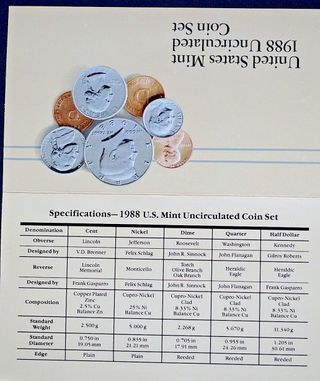 United States Mint
1988 Uncirculated
Coin Set
Specifications—1988 U.S. Mint Uncirculated Coin Set
Denomination Cent Nickel Dime Quarter Half Dollar
Obverse Lincoln Jefferson Roosevelt Washington Kennedy
Designed by V.D. Brenner Felix Schlag John R. Sinnock John Flanagan Gilroy Roberts
Reverse Lincoln Memorial Monticello Torch Olive Branch Oak Branch Heraldic Eagle Heraldic Eagle
Designed by Frank Gasparro Felix Schlag John R. Sinnock John Flanagan Frank Gasparro
Composition Copper Plated Zinc 2.5% Cu Balance Zn Cupro-Nickel 25% Ni Balance Cu Cupro-Nickel Clad 8.33% Ni Balance Cu Cupro-Nickel Clad 8.33% Ni Balance Cu Cupro-Nickel Clad 8.33% Ni Balance Cu
Standard Weight 2.500 g 5.000 g 2.268 g 5.670 g 11.340 g
Standard Diameter 0.750 in 19.05 mm 0.835 in 21.21 mm 0.705 in 17.91 mm 0.955 in 24.26 mm 1.205 in 30.61 mm
Edge Plain Plain Reeded Reeded Reeded